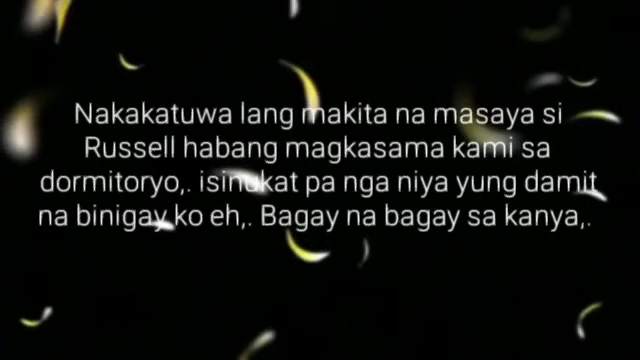 Nakakatuwa lang makita na masaya si
Russell habang magkasama kami sa
dormitoryo,. isinukat pa nga niya yung damit
na binigay ko eh,. Bagay na bagay sa kanya,.